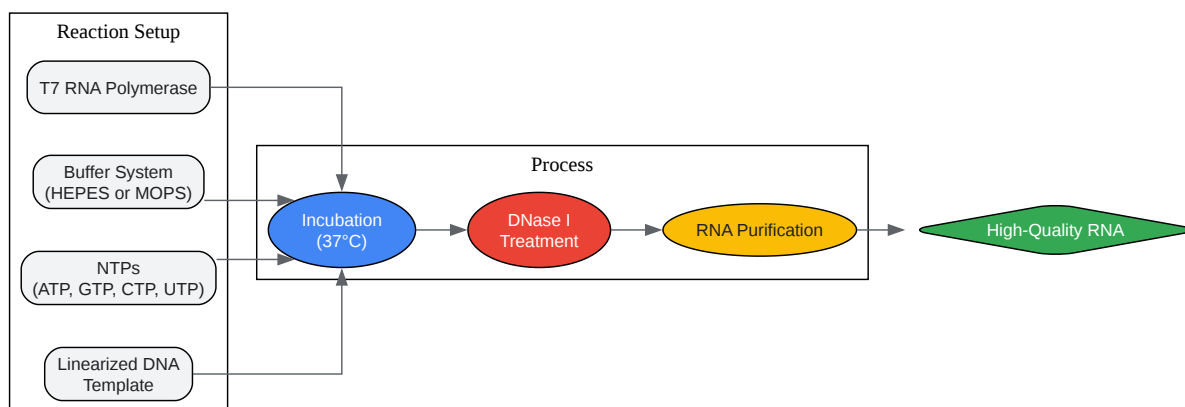 Reaction Setup
T7 RNA Polymerase
Buffer System
(HEPES or MOPS)
NTPs
(ATP, GTP, CTP, UTP)
Linearized DNA
Template
Process
Incubation
(37°C)
DNase I
Treatment
RNA Purification
High-Quality RNA